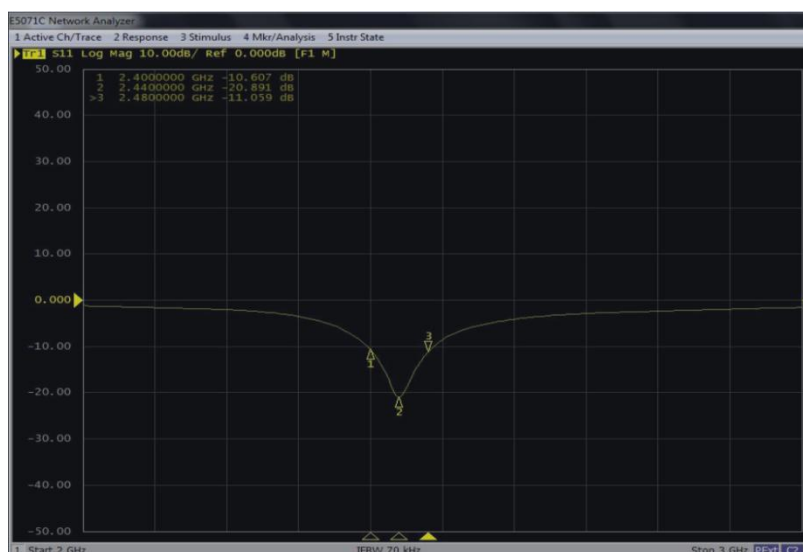 E5071C Network Analyzer
1 Active Ch/Trace 2 Response 3 Stimulus 4 Mkr/Analysis 5 Instr State
Tr1 S11 Log Mag 10.00dB/ Ref 0.000dB [F1 M]
50.00
1 2.4000000 GHz -10.607 dB
2 2.4400000 GHz -20.891 dB
>3 2.4800000 GHz -11.059 dB
40.00
30.00
20.00
10.00
0.000
-10.00
3
1
-20.00
2
-30.00
-40.00
-50.00
1 Start 2 GHz IFBW 70 kHz Stop 3 GHz